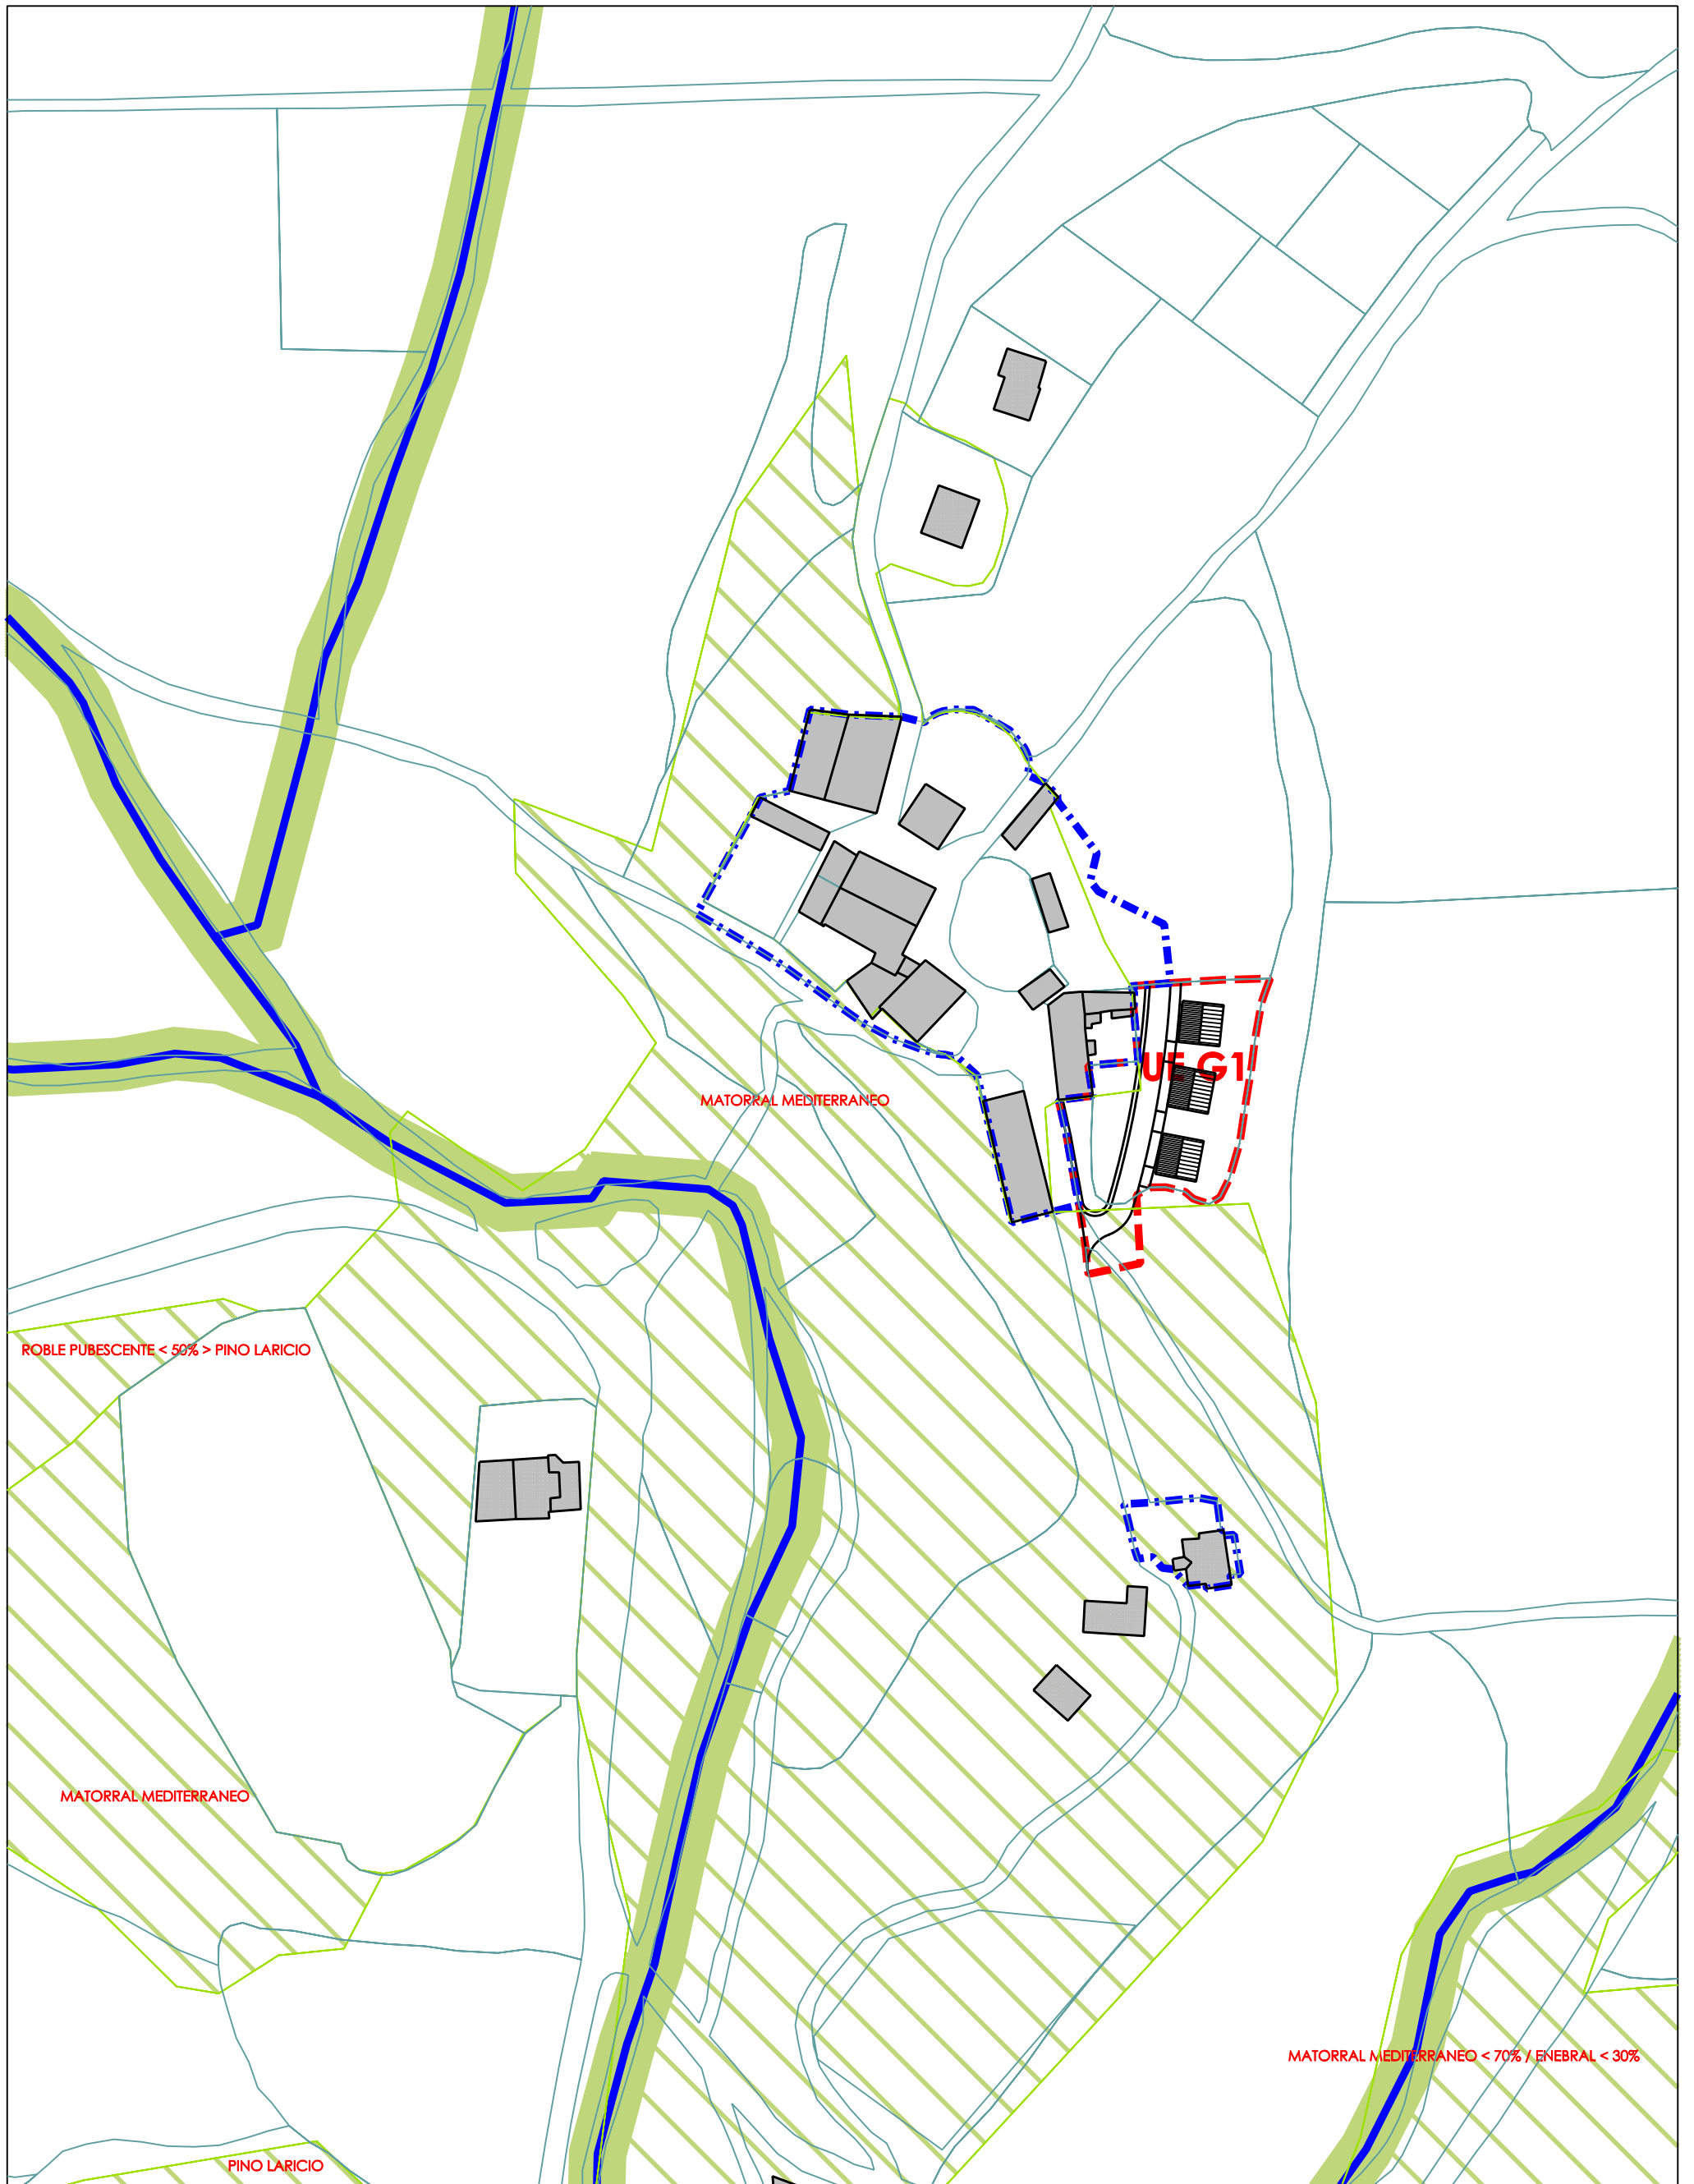 UE G1
MATORRAL MEDITERRANEO
ROBLE PUBESCENTE < 50% > PINO LARICIO
MATORRAL MEDITERRANEO
MATORRAL MEDITERRANEO < 70% / ENEBRAL < 30%
PINO LARICIO